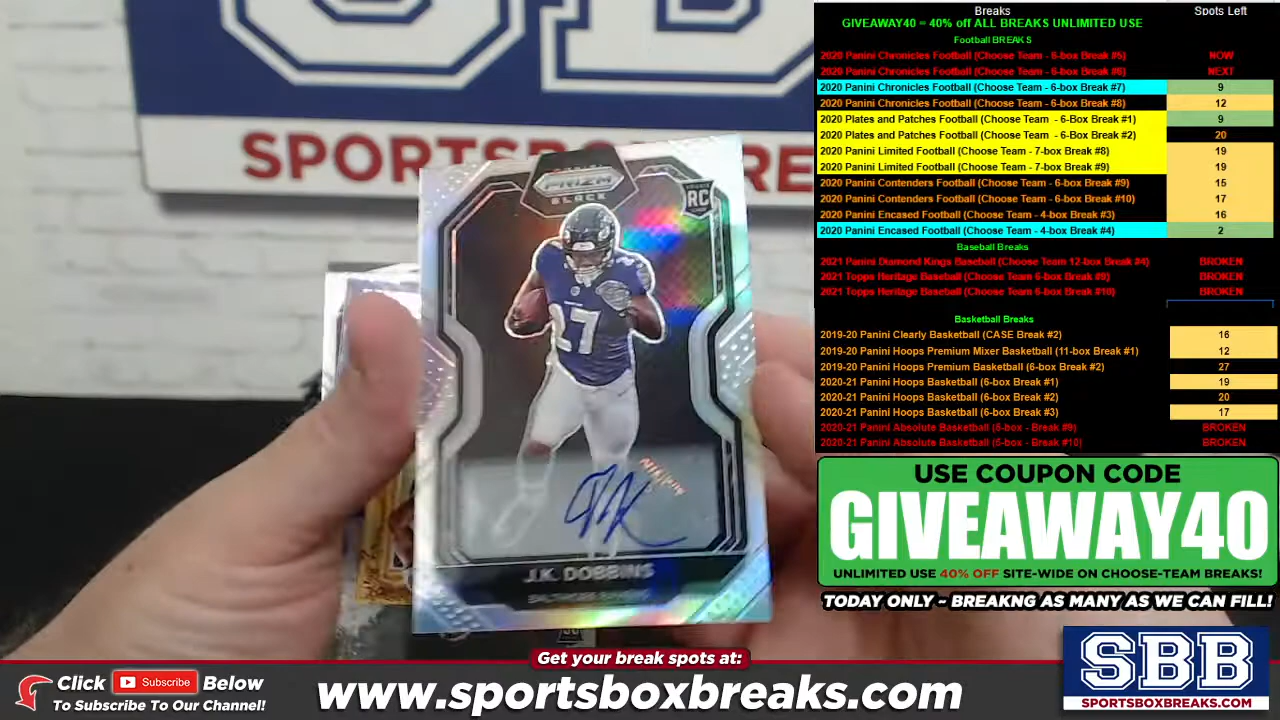 SBB
SPORTSB
RE
PANINI
PRIZM
BLACK
RC
27
J.K. DOBBINS
Breaks Spots Left
GIVEAWAY40 = 40% off ALL BREAKS UNLIMITED USE
Football BREAKS
2020 Panini Chronicles Football (Choose Team - 6-box Break #5) NOW
2020 Panini Chronicles Football (Choose Team - 6-box Break #6) NEXT
2020 Panini Chronicles Football (Choose Team - 6-box Break #7) 9
2020 Panini Chronicles Football (Choose Team - 6-box Break #8) 12
2020 Plates and Patches Football (Choose Team - 6-Box Break #1) 9
2020 Plates and Patches Football (Choose Team - 6-Box Break #2) 20
2020 Panini Limited Football (Choose Team - 7-box Break #8) 19
2020 Panini Limited Football (Choose Team - 7-box Break #9) 19
2020 Panini Contenders Football (Choose Team - 6-box Break #9) 15
2020 Panini Contenders Football (Choose Team - 6-box Break #10) 17
2020 Panini Encased Football (Choose Team - 4-box Break #3) 16
2020 Panini Encased Football (Choose Team - 4-box Break #4) 2
Baseball Breaks
2021 Panini Diamond Kings Baseball (Choose Team 12-box Break #4) BROKEN
2021 Topps Heritage Baseball (Choose Team 6-box Break #9) BROKEN
2021 Topps Heritage Baseball (Choose Team 6-box Break #10) BROKEN
Basketball Breaks
2019-20 Panini Clearly Basketball (CASE Break #2) 16
2019-20 Panini Hoops Premium Mixer Basketball (11-box Break #1) 12
2019-20 Panini Hoops Premium Basketball (6-box Break #2) 27
2020-21 Panini Hoops Basketball (6-box Break #1) 19
2020-21 Panini Hoops Basketball (6-box Break #2) 20
2020-21 Panini Hoops Basketball (6-box Break #3) 17
2020-21 Panini Absolute Basketball (5-box - Break #9) BROKEN
2020-21 Panini Absolute Basketball (5-box - Break #10) BROKEN
USE COUPON CODE
GIVEAWAY40
UNLIMITED USE 40% OFF SITE-WIDE ON CHOOSE-TEAM BREAKS!
TODAY ONLY ~ BREAKNG AS MANY AS WE CAN FILL!
Get your break spots at:
Click Subscribe Below
To Subscribe To Our Channel!
www.sportsboxbreaks.com
SBB
SPORTSBOXBREAKS.COM